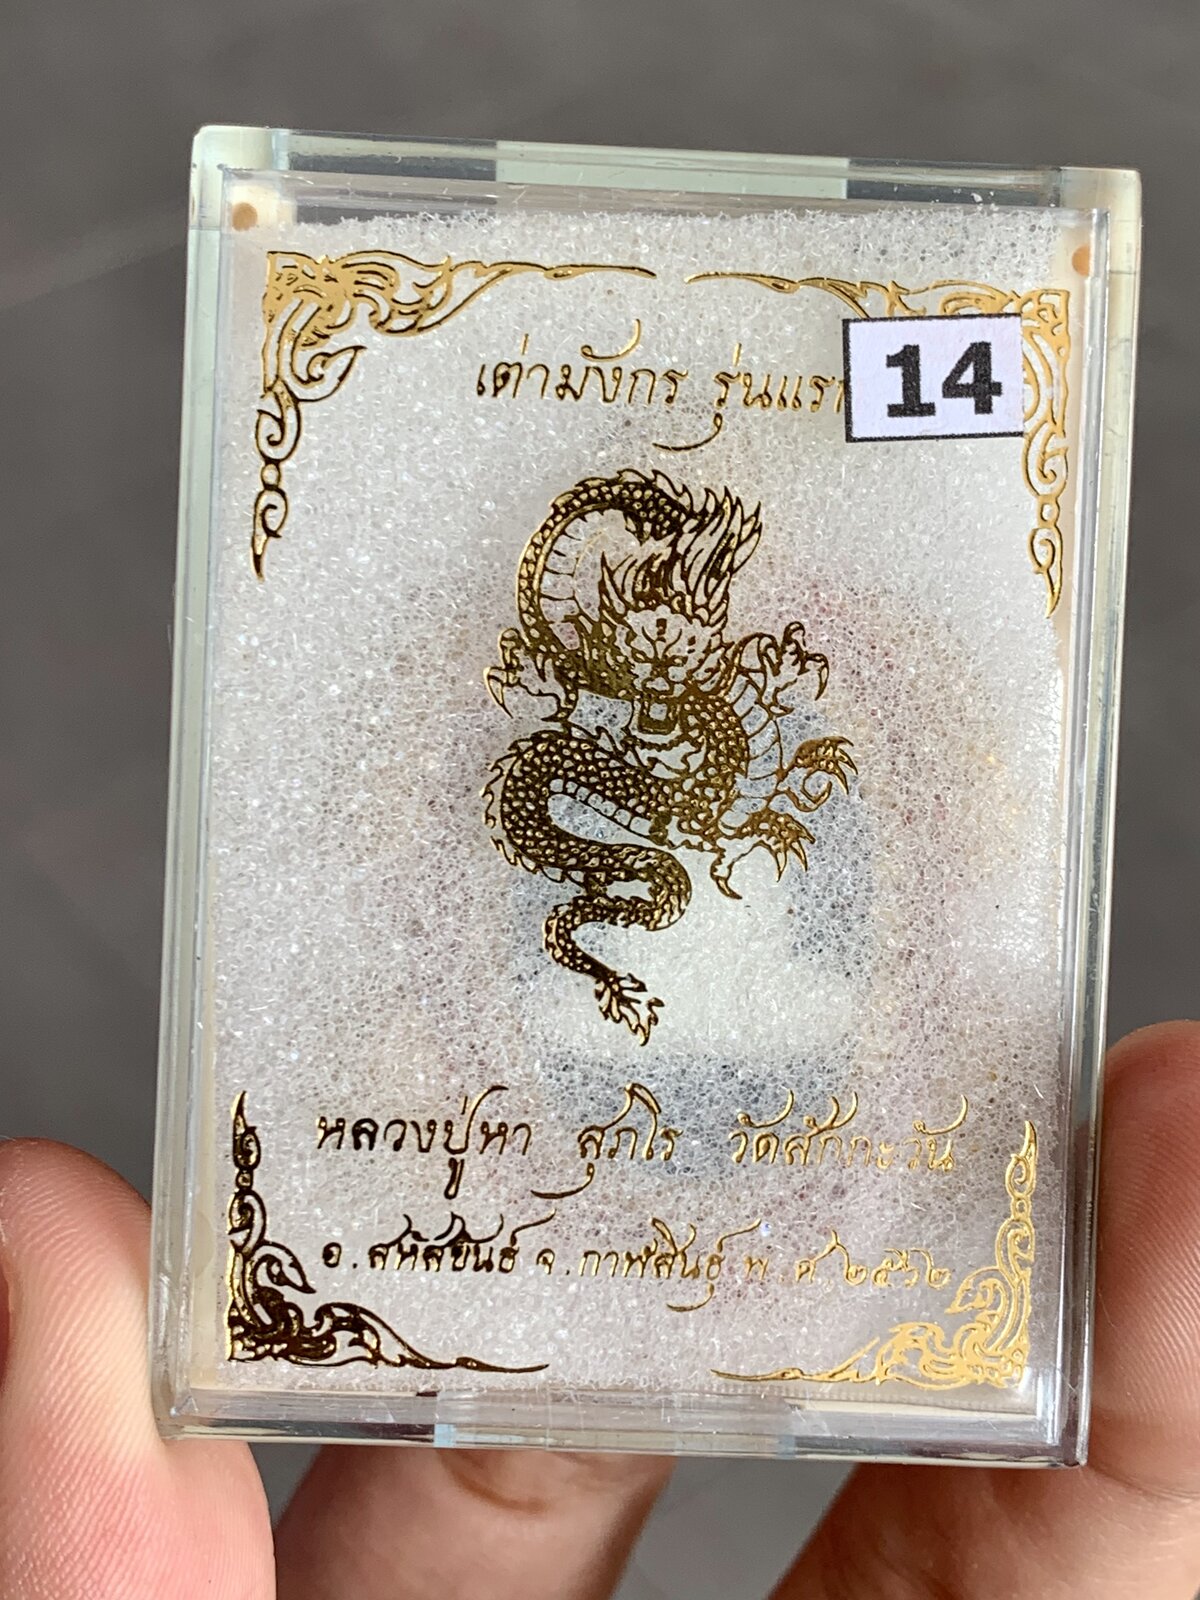 เต่ามังกร รุ่นแรก
14
หลวงปู่หา สุภโร วัดสักกะวัน
อ.สหัสขันธ์ จ.กาฬสินธุ์ พ.ศ.๒๕๖๒